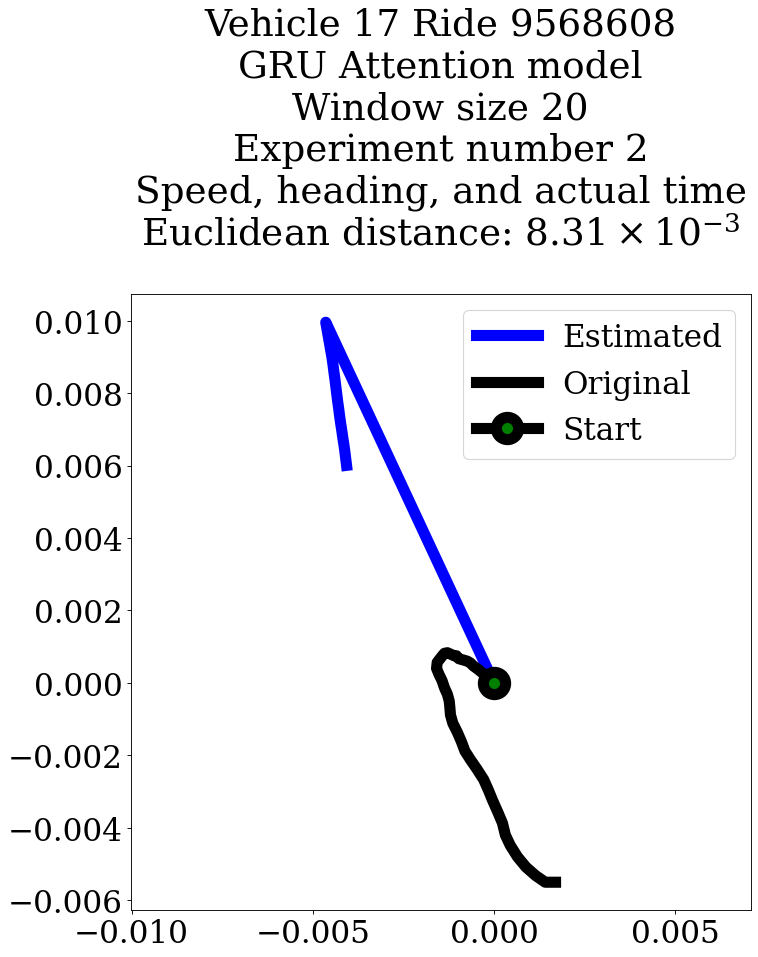 Vehicle 17 Ride 9568608
GRU Attention model
Window size 20
Experiment number 2
Speed, heading, and actual time
Euclidean distance: 8.31 × 10⁻³
Estimated
Original
Start
0.010
0.008
0.006
0.004
0.002
0.000
−0.002
−0.004
−0.006
−0.010 −0.005 0.000 0.005